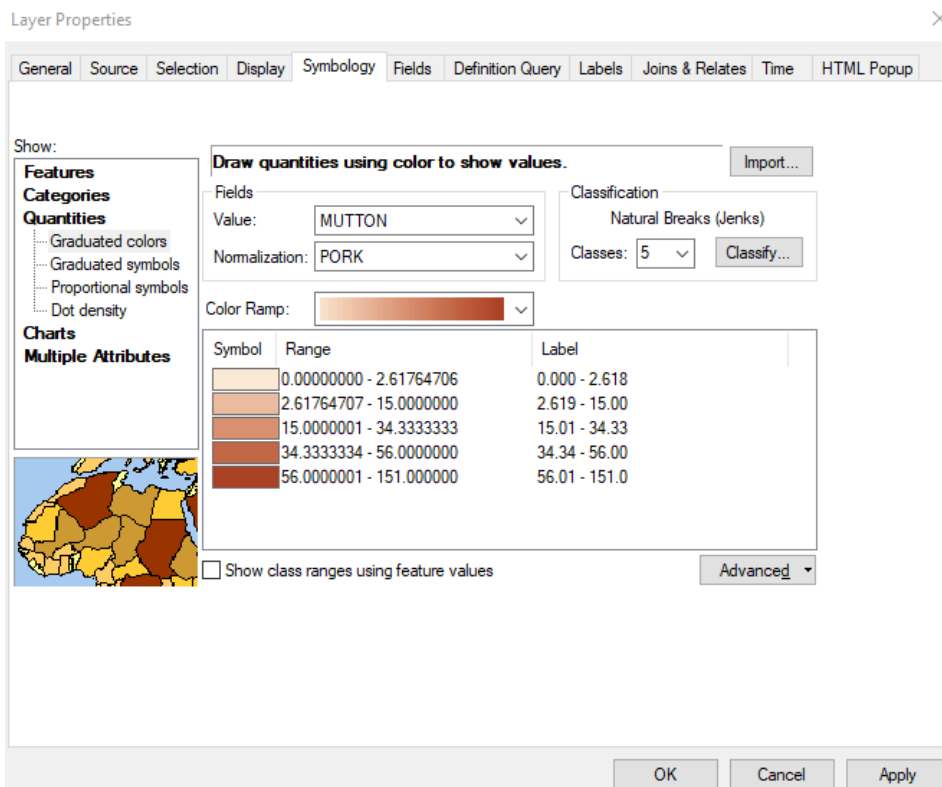 Layer Properties
General Source Selection Display Symbology Fields Definition Query Labels Joins & Relates Time HTML Popup
Show:
Features
Categories
Quantities
Graduated colors
Graduated symbols
Proportional symbols
Dot density
Charts
Multiple Attributes
Draw quantities using color to show values.
Import...
Fields
Value: MUTTON
Normalization: PORK
Classification
Natural Breaks (Jenks)
Classes: 5 Classify...
Color Ramp:
Symbol Range Label
0.00000000 - 2.61764706 0.000 - 2.618
2.61764707 - 15.0000000 2.619 - 15.00
15.0000001 - 34.3333333 15.01 - 34.33
34.3333334 - 56.0000000 34.34 - 56.00
56.0000001 - 151.000000 56.01 - 151.0
Show class ranges using feature values
Advanced
OK Cancel Apply